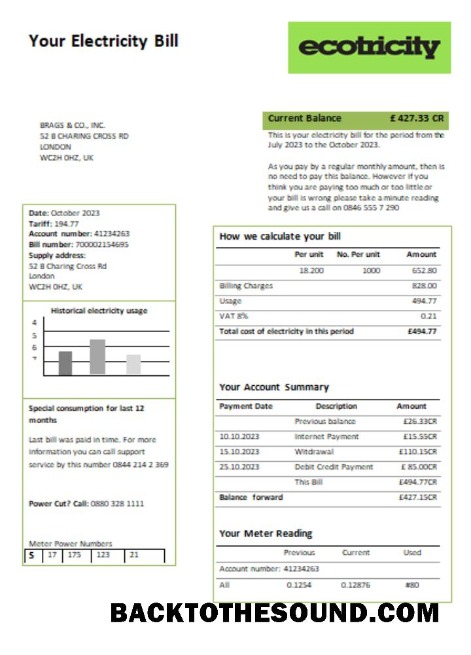 Your Electricity Bill
ecotricity
BRAGS & CO., INC.
52 B CHARING CROSS RD
LONDON
WC2H 0HZ, UK
Current Balance £ 427.33 CR
This is your electricity bill for the period from the
July 2023 to the October 2023.
As you pay by a regular monthly amount, then is
no need to pay this balance. However if you
think you are paying too much or too little or
your bill is wrong please take a minute reading
and give us a call on 0846 555 7 290
Date: October 2023
Tariff: 194.77
Account number: 41234263
Bill number: 700002154695
Supply address:
52 B Charing Cross Rd
London
WC2H 0HZ, UK
Historical electricity usage
4
5
6
7
Special consumption for last 12
months
Last bill was paid in time. For more
information you can call support
service by this number 0844 214 2 369
Power Cut? Call: 0880 328 1111
Meter Power Numbers
S 17 175 123 21
How we calculate your bill
Per unit No. Per unit Amount
18.200 1000 652.80
Billing Charges 828.00
Usage 494.77
VAT 8% 0.21
Total cost of electricity in this period £494.77
Your Account Summary
Payment Date Description Amount
Previous balance £26.33CR
10.10.2023 Internet Payment £15.55CR
15.10.2023 Witdrawal £110.15CR
25.10.2023 Debit Credit Payment £ 85.00CR
This Bill £494.77CR
Balance forward £427.15CR
Your Meter Reading
Previous Current Used
Account number: 41234263
All 0.1254 0.12876 #80
BACKTOTHESOUND.COM